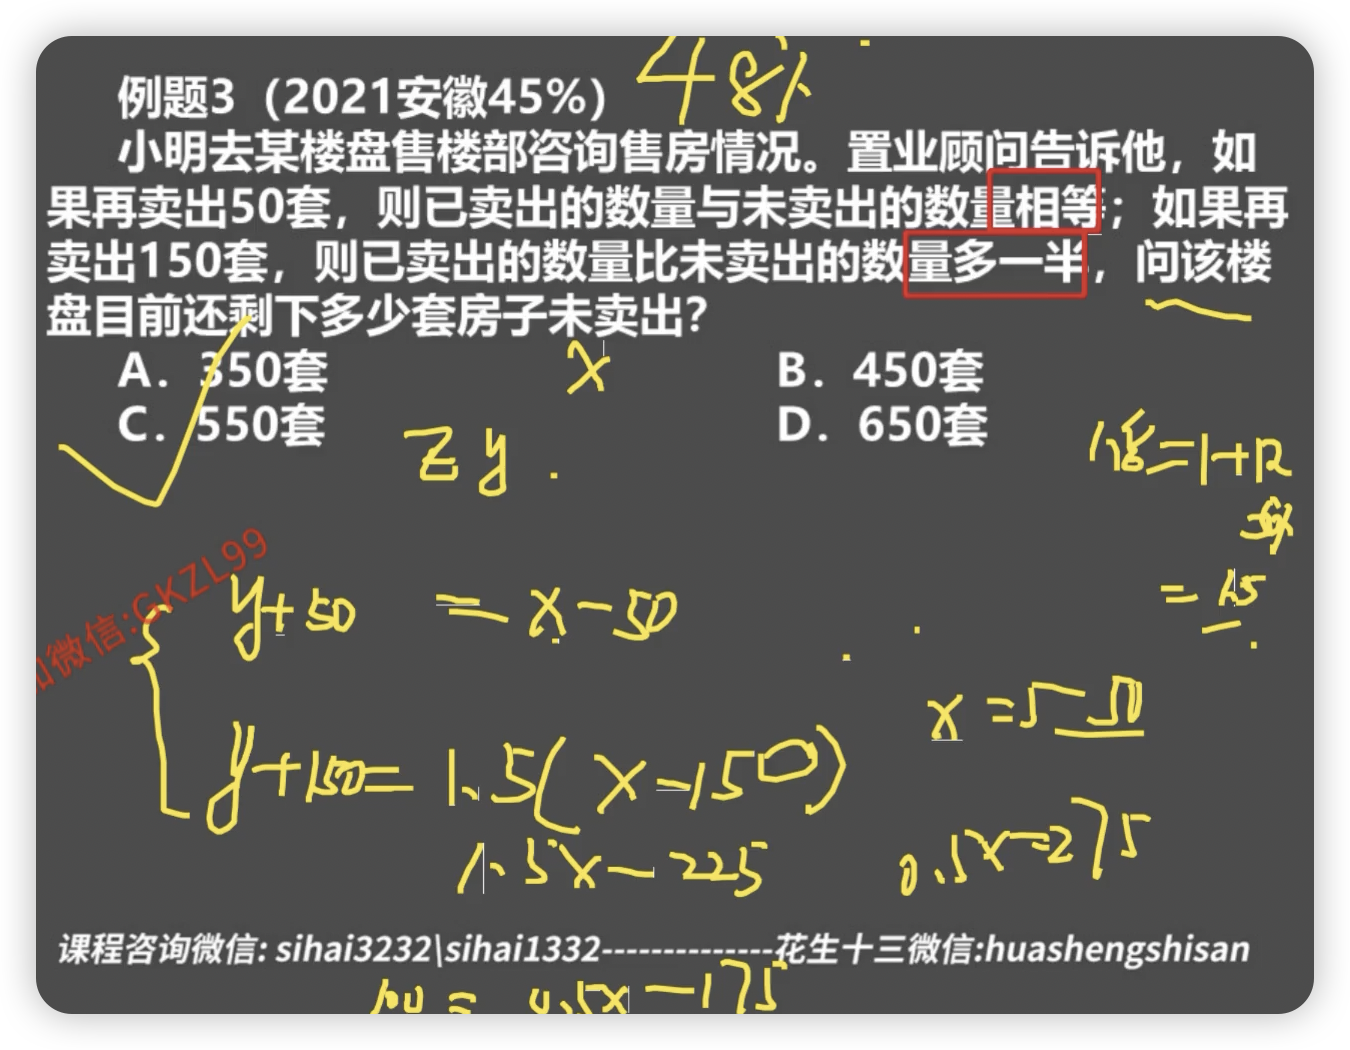 例题3（2021安徽45%）
小明去某楼盘售楼部咨询售房情况。置业顾问告诉他，如
果再卖出50套，则已卖出的数量与未卖出的数量相等；如果再
卖出150套，则已卖出的数量比未卖出的数量多一半，问该楼
盘目前还剩下多少套房子未卖出？
A．350套 B．450套
C．550套 D．650套
x
z y
y+50 = x-50
y+150= 1.5(x-150)
1.5x-225
=1.5
x=550
0.5x=275
微信:GKZL99
课程咨询微信: sihai3232\sihai1332--------------花生十三微信:huashengshisan
= 0.5x-175